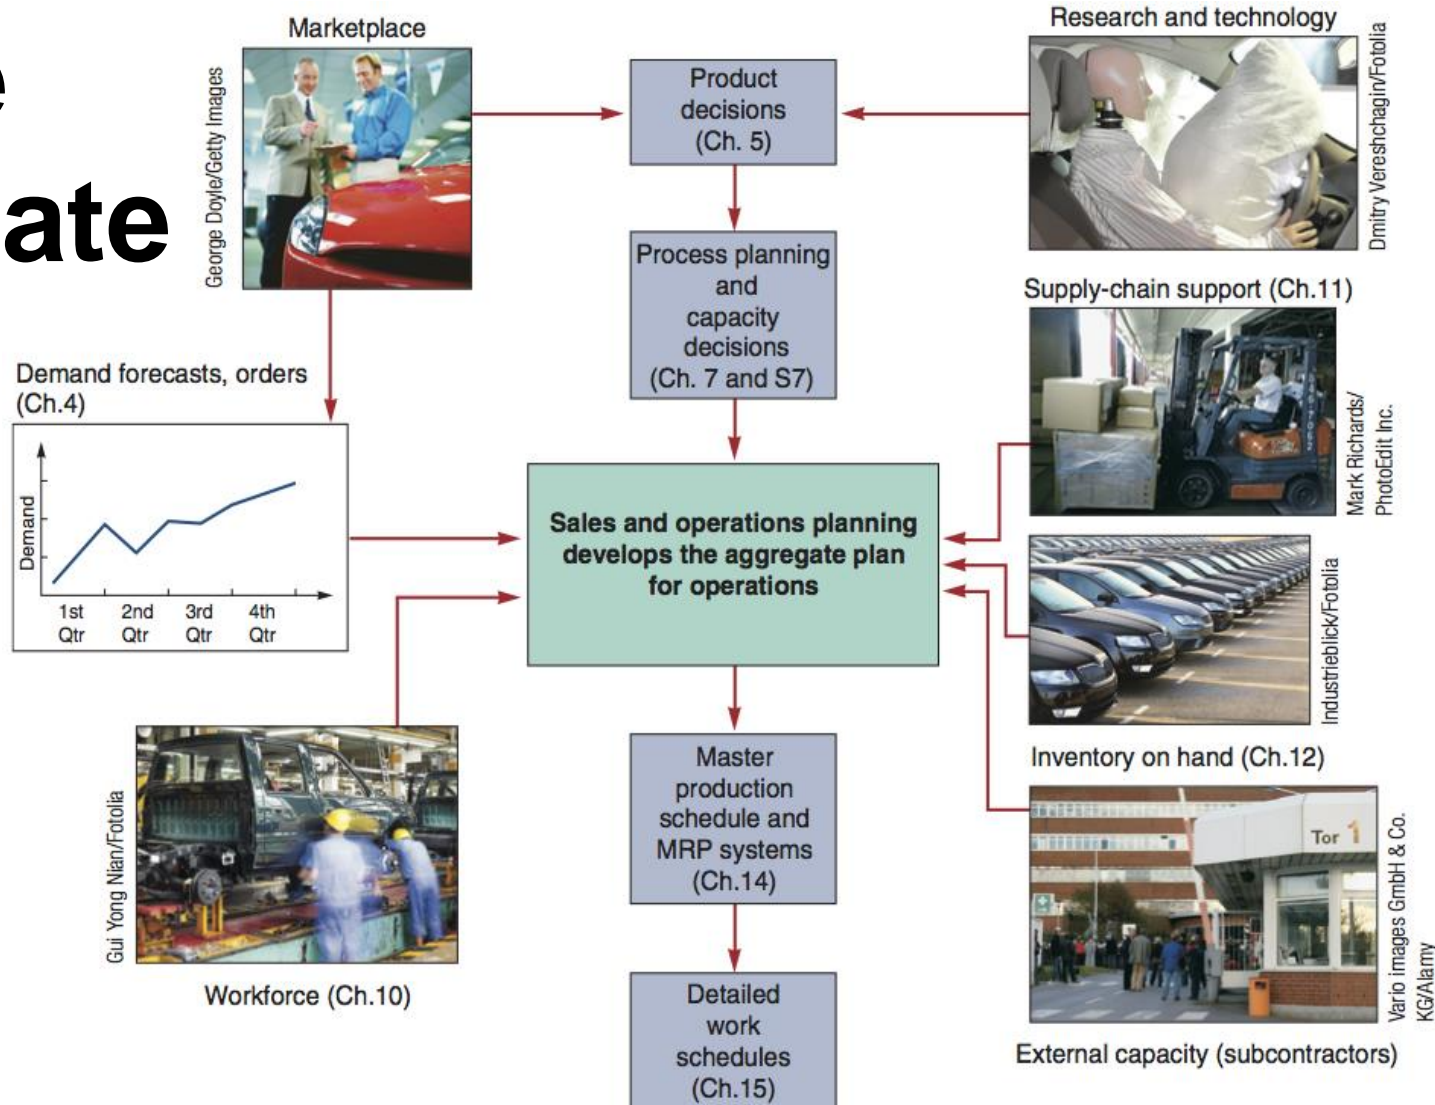 e
ate
Marketplace
George Doyle/Getty Images
Product
decisions
(Ch. 5)
Research and technology
Dmitry Vereshchagin/Fotolia
Process planning
and
capacity
decisions
(Ch. 7 and S7)
Supply-chain support (Ch.11)
Mark Richards/
PhotoEdit Inc.
Demand forecasts, orders
(Ch.4)
Demand
1st
Qtr
2nd
Qtr
3rd
Qtr
4th
Qtr
Sales and operations planning
develops the aggregate plan
for operations
Industrieblick/Fotolia
Inventory on hand (Ch.12)
Gui Yong Nian/Fotolia
Workforce (Ch.10)
Master
production
schedule and
MRP systems
(Ch.14)
Tor 1
Vario images GmbH & Co.
KG/Alamy
External capacity (subcontractors)
Detailed
work
schedules
(Ch.15)